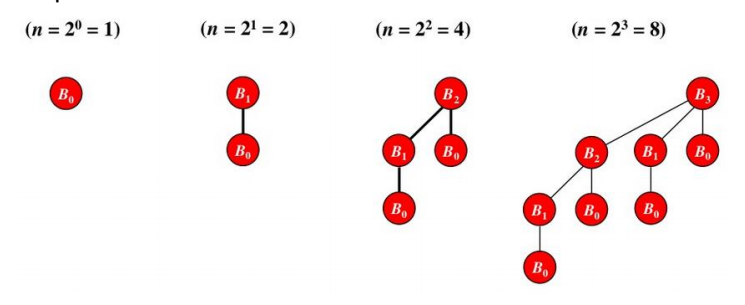 (n = 2⁰ = 1) (n = 2¹ = 2) (n = 2² = 4) (n = 2³ = 8)
B₀ B₁ B₂ B₃
B₀ B₁ B₀ B₂ B₁ B₀
B₀ B₁ B₀ B₀
B₀